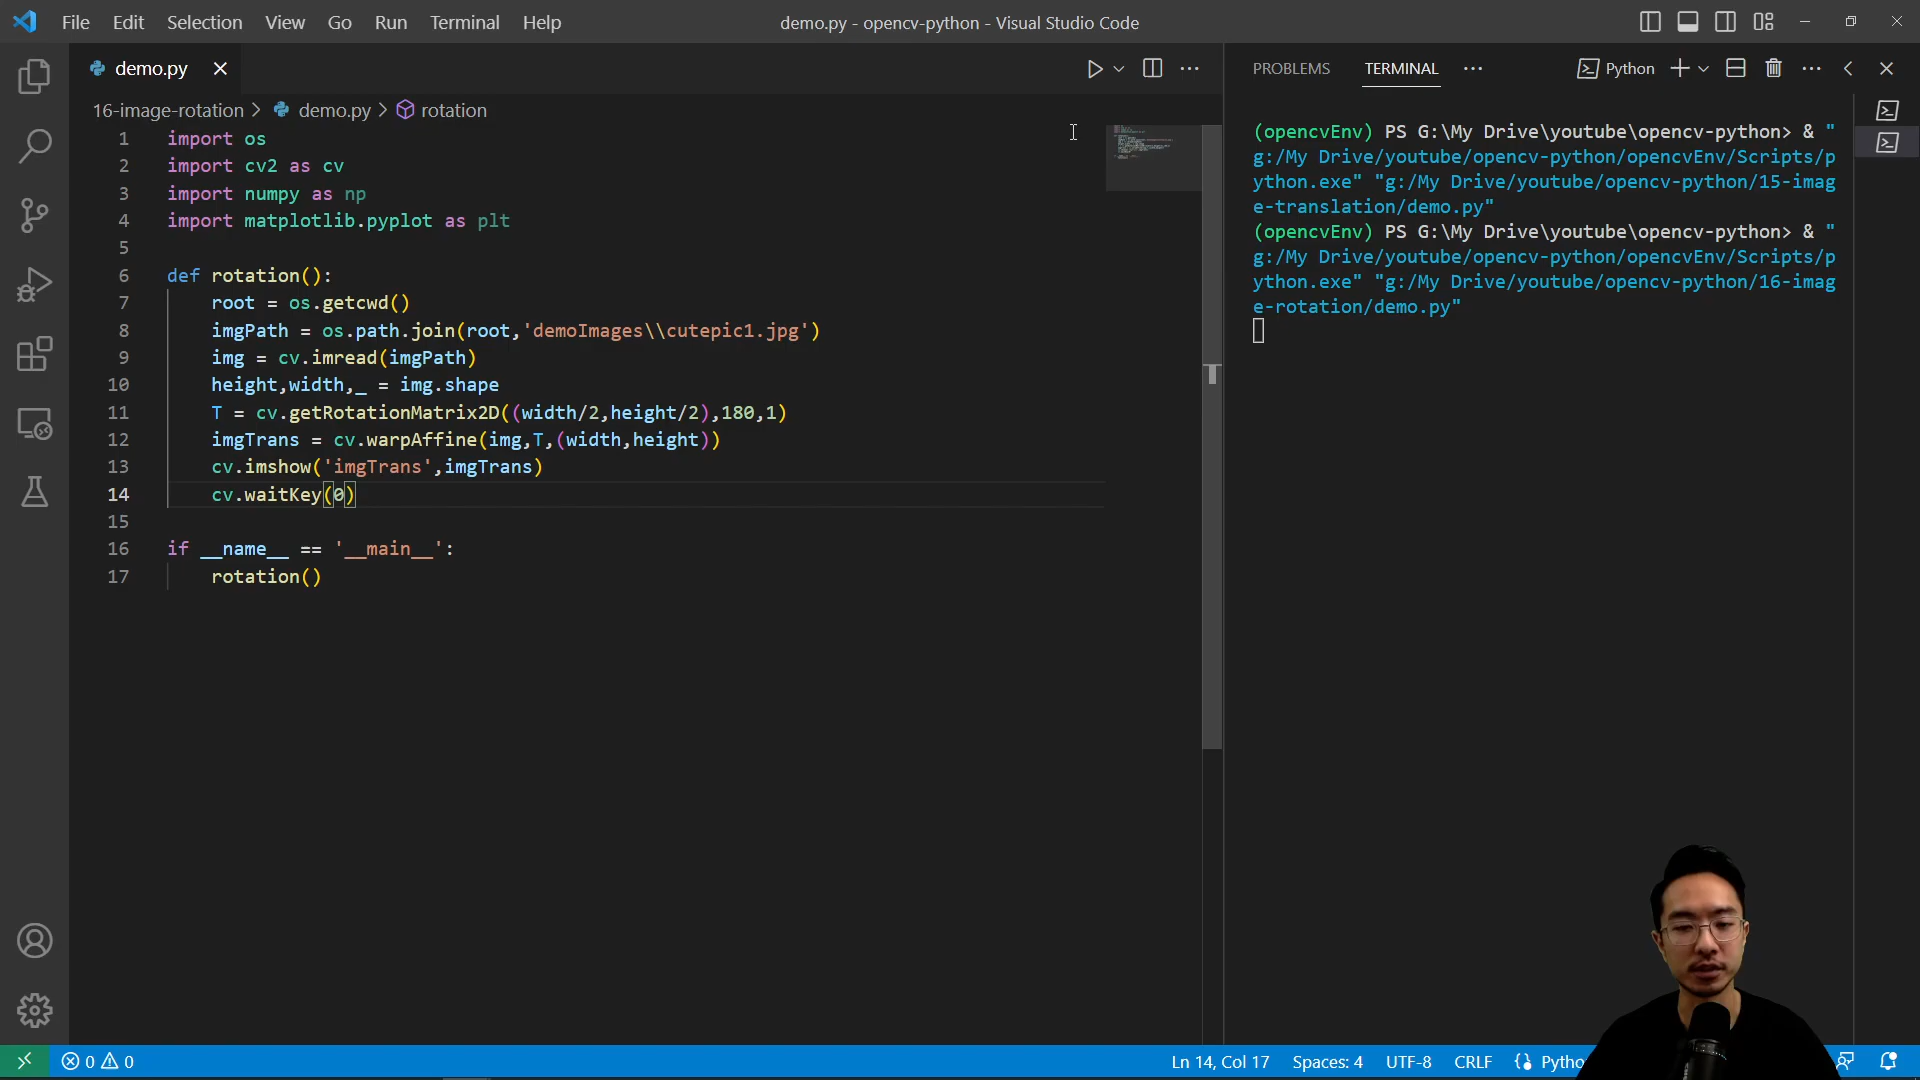 File Edit Selection View Go Run Terminal Help
demo.py - opencv-python - Visual Studio Code
demo.py
16-image-rotation > demo.py > rotation
1 import os
2 import cv2 as cv
3 import numpy as np
4 import matplotlib.pyplot as plt
5
6 def rotation():
7 root = os.getcwd()
8 imgPath = os.path.join(root,'demoImages\\cutepic1.jpg')
9 img = cv.imread(imgPath)
10 height,width,_ = img.shape
11 T = cv.getRotationMatrix2D((width/2,height/2),180,1)
12 imgTrans = cv.warpAffine(img,T,(width,height))
13 cv.imshow('imgTrans',imgTrans)
14 cv.waitKey(0)
15
16 if __name__ == '__main__':
17 rotation()
PROBLEMS TERMINAL Python
(opencvEnv) PS G:\My Drive\youtube\opencv-python> & "
g:/My Drive/youtube/opencv-python/opencvEnv/Scripts/p
ython.exe" "g:/My Drive/youtube/opencv-python/15-imag
e-translation/demo.py"
(opencvEnv) PS G:\My Drive\youtube\opencv-python> & "
g:/My Drive/youtube/opencv-python/opencvEnv/Scripts/p
ython.exe" "g:/My Drive/youtube/opencv-python/16-imag
e-rotation/demo.py"
0 0 Ln 14, Col 17 Spaces: 4 UTF-8 CRLF Pytho